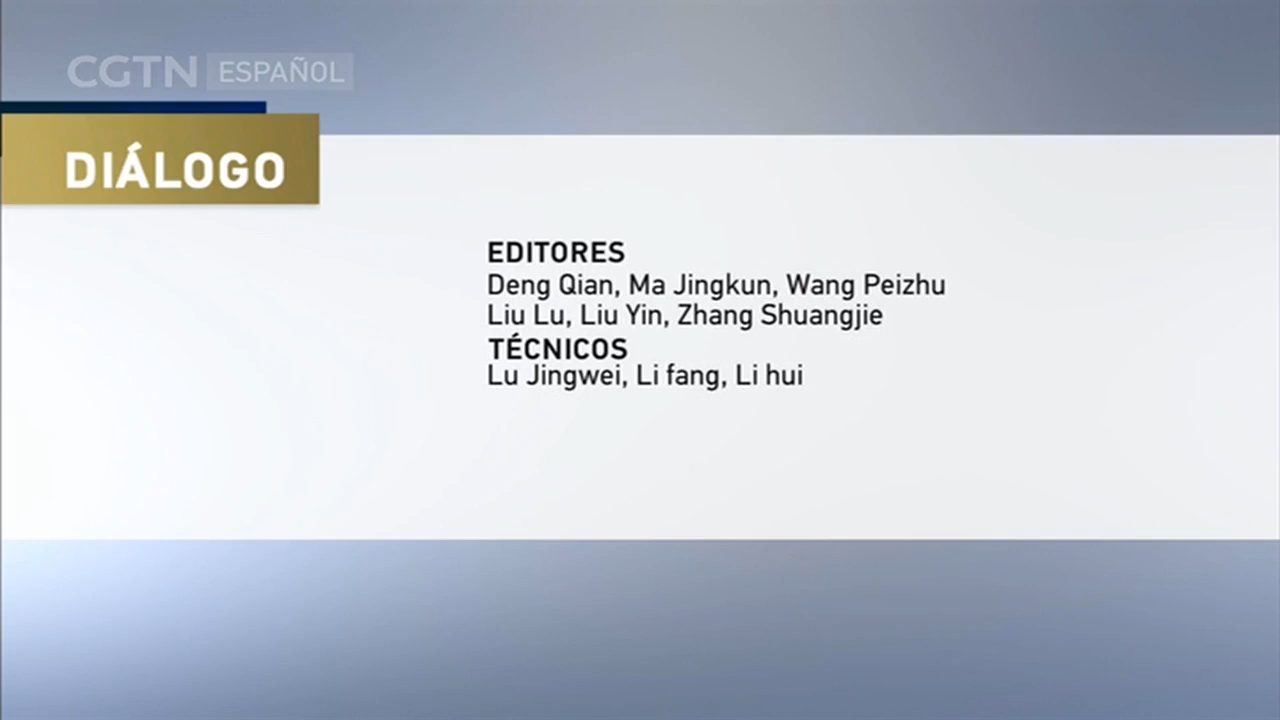 CGTN ESPAÑOL
DIÁLOGO
EDITORES
Deng Qian, Ma Jingkun, Wang Peizhu
Liu Lu, Liu Yin, Zhang Shuangjie
TÉCNICOS
Lu Jingwei, Li fang, Li hui